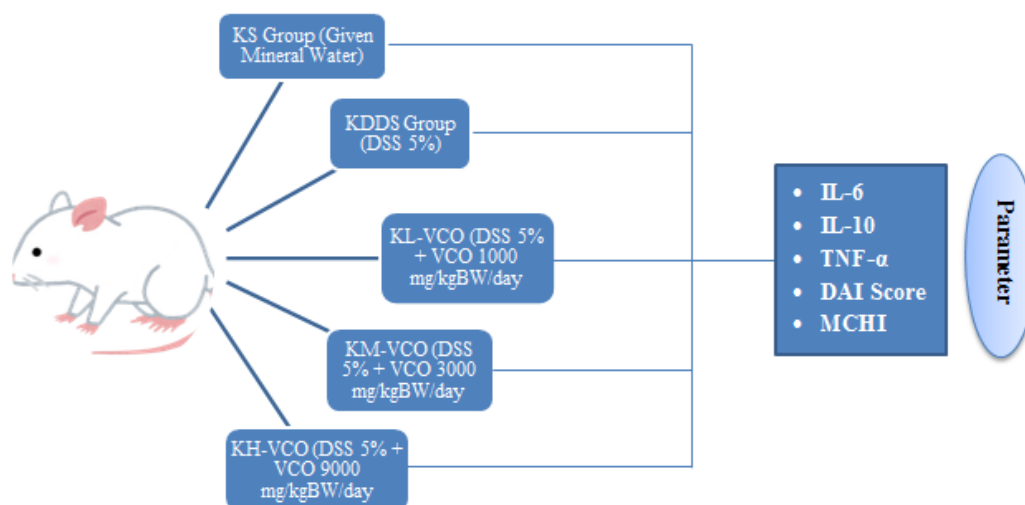 KS Group (Given
Mineral Water)
KDDS Group
(DSS 5%)
KL-VCO (DSS 5%
+ VCO 1000
mg/kgBW/day
KM-VCO (DSS
5% + VCO 3000
mg/kgBW/day
KH-VCO (DSS 5% +
VCO 9000
mg/kgBW/day
• IL-6
• IL-10
• TNF-α
• DAI Score
• MCHI
Parameter